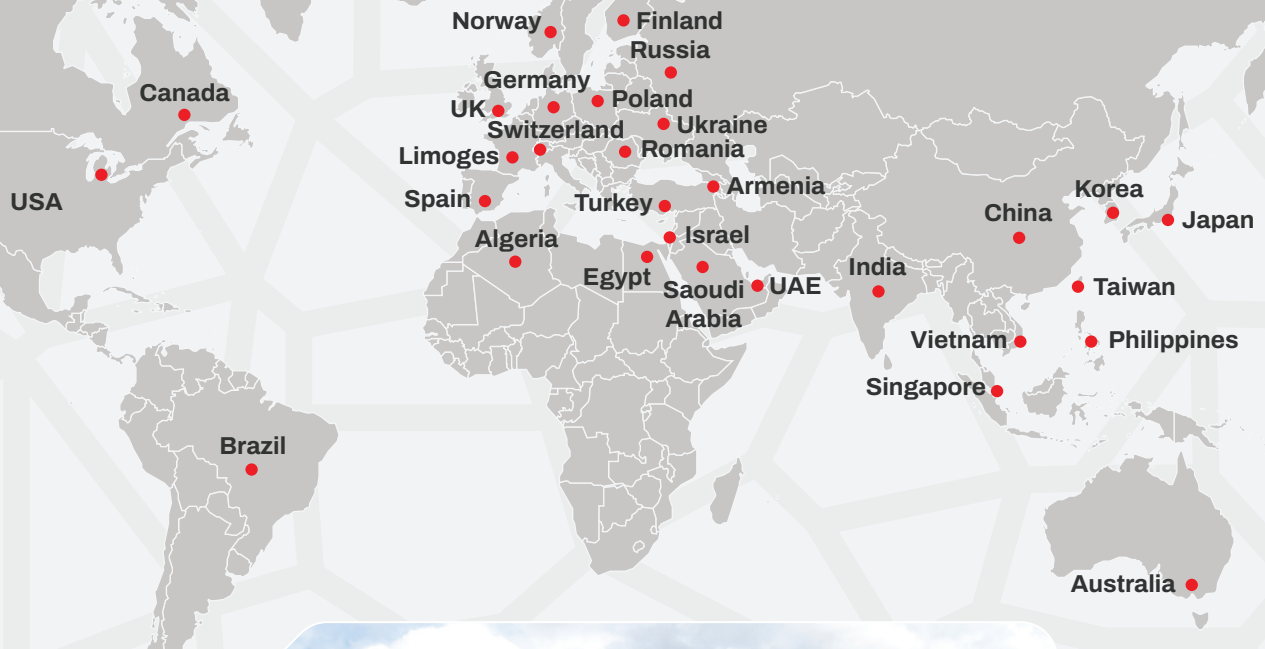 Norway
Finland
Russia
Canada
Germany
Poland
UK
Ukraine
Switzerland
Romania
Limoges
Armenia
Korea
USA
Spain
Turkey
China
Japan
Algeria
Israel
India
Egypt
Saoudi
Arabia
UAE
Taiwan
Vietnam
Philippines
Singapore
Brazil
Australia